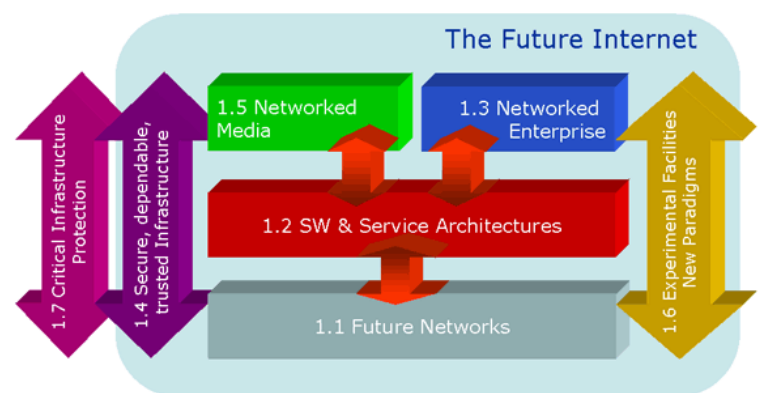 The Future Internet
1.7 Critical Infrastructure
Protection
1.4 Secure, dependable,
trusted Infrastructure
1.5 Networked
Media
1.3 Networked
Enterprise
1.2 SW & Service Architectures
1.1 Future Networks
1.6 Experimental Facilities
New Paradigms